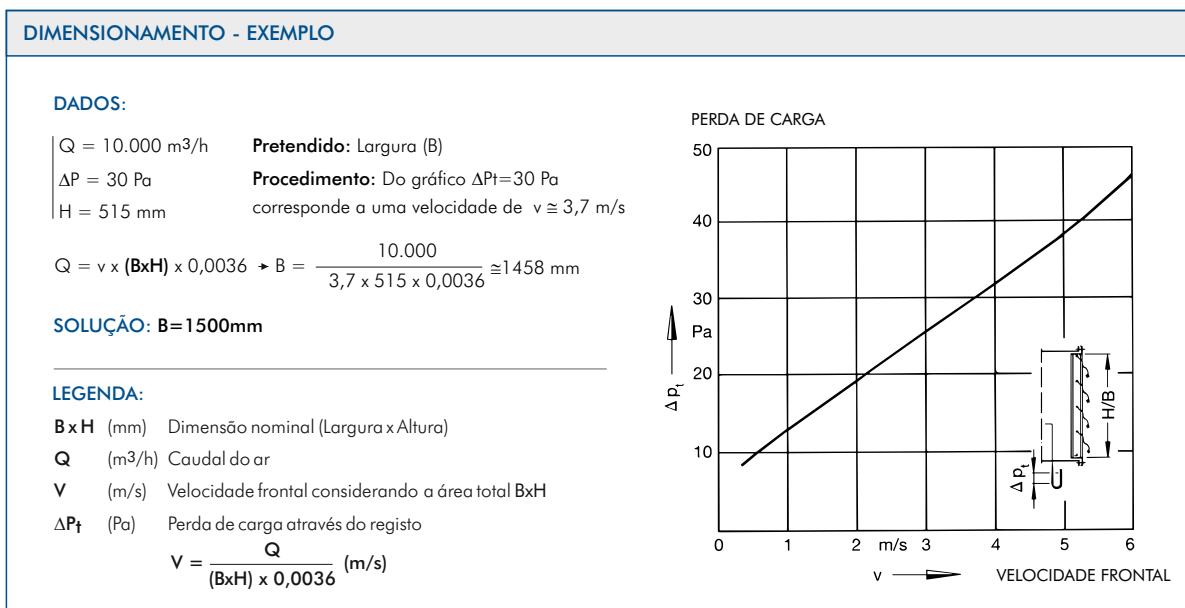 DIMENSIONAMENTO - EXEMPLO
DADOS:
Q = 10.000 m3/h
ΔP = 30 Pa
H = 515 mm
Pretendido: Largura (B)
Procedimento: Do gráfico ΔPt=30 Pa
corresponde a uma velocidade de v ≅ 3,7 m/s
Q = v x (BxH) x 0,0036 → B = 10.000 / 3,7 x 515 x 0,0036 ≅1458 mm
SOLUÇÃO: B=1500mm
LEGENDA:
B x H (mm) Dimensão nominal (Largura x Altura)
Q (m3/h) Caudal do ar
V (m/s) Velocidade frontal considerando a área total BxH
ΔPt (Pa) Perda de carga através do registo
V = Q / (BxH) x 0,0036 (m/s)
PERDA DE CARGA
50
40
30
Pa
20
10
Δ pt
H/B
Δ pt
0 1 2 m/s 3 4 5 6
v VELOCIDADE FRONTAL